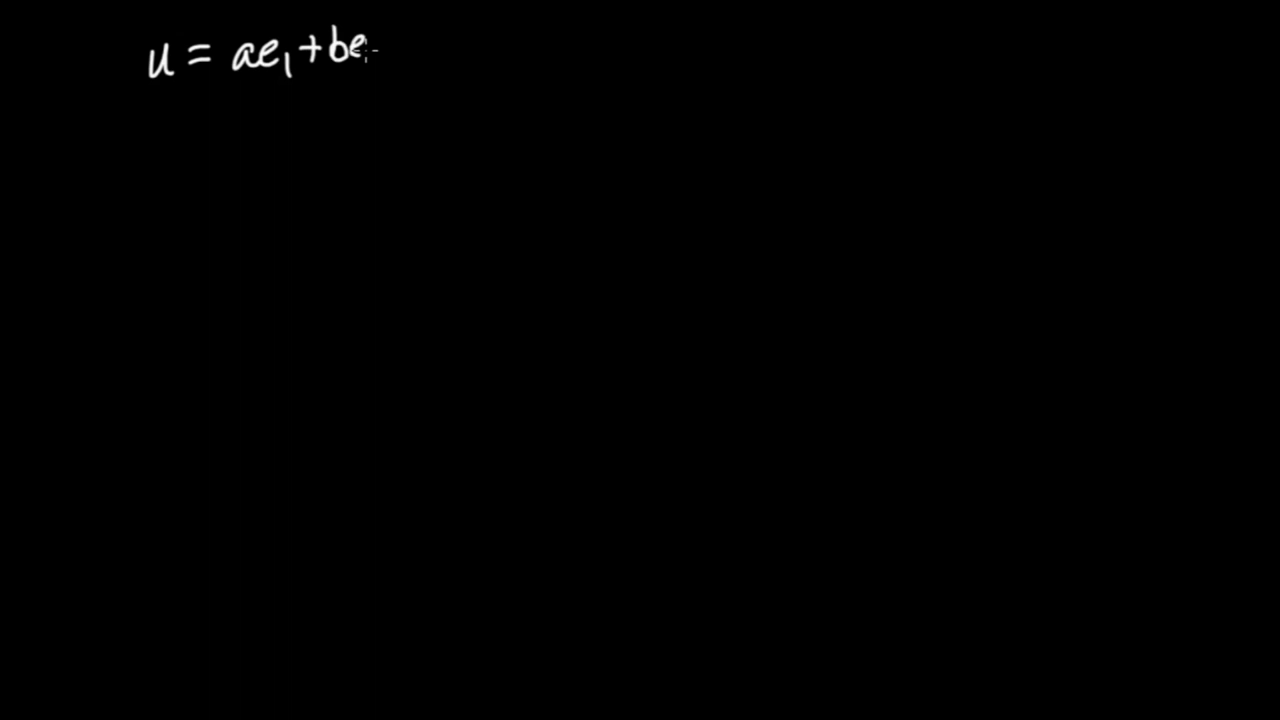 u = ae₁ + be